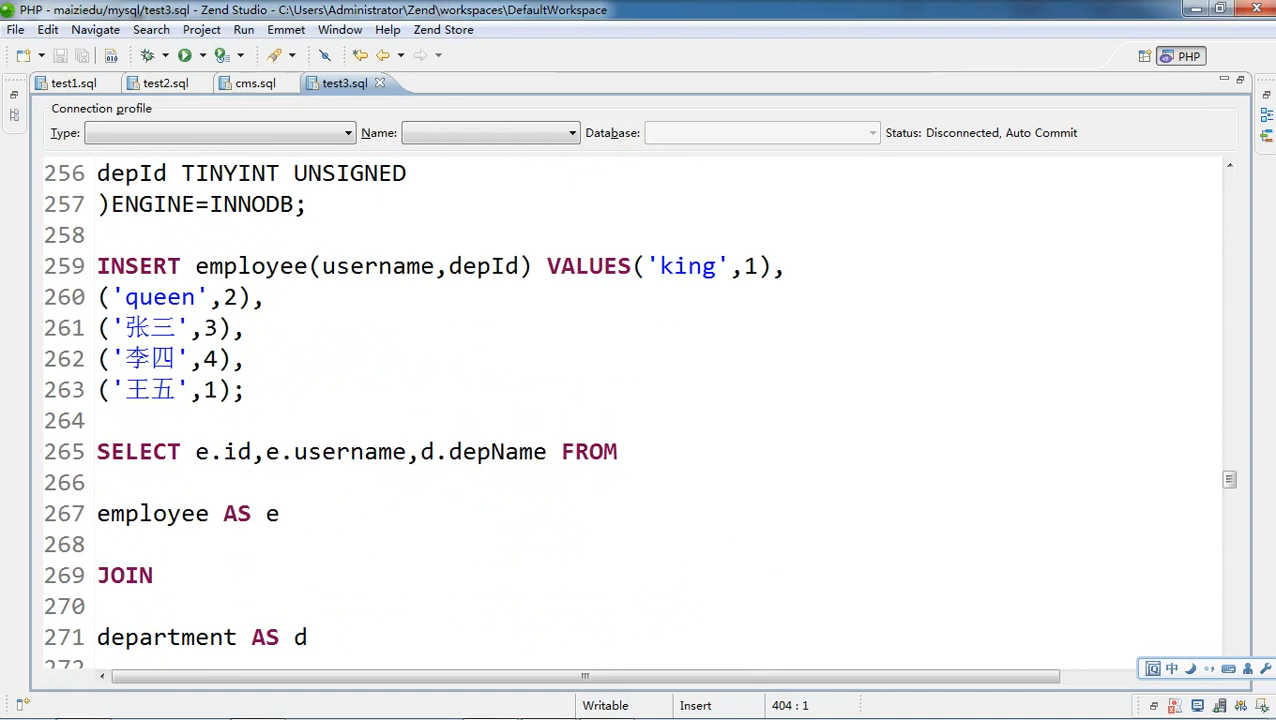 PHP - maiziedu/mysql/test3.sql - Zend Studio - C:\Users\Administrator\Zend\workspaces\DefaultWorkspace
File Edit Navigate Search Project Run Emmet Window Help Zend Store
PHP
test1.sql test2.sql cms.sql test3.sql
Connection profile
Type: Name: Database: Status: Disconnected, Auto Commit
256 depId TINYINT UNSIGNED
257 )ENGINE=INNODB;
258
259 INSERT employee(username,depId) VALUES('king',1),
260 ('queen',2),
261 ('张三',3),
262 ('李四',4),
263 ('王五',1);
264
265 SELECT e.id,e.username,d.depName FROM
266
267 employee AS e
268
269 JOIN
270
271 department AS d
272
中
Writable Insert 404 : 1